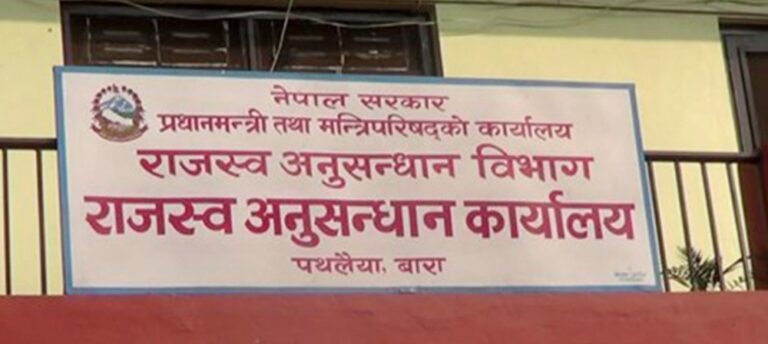 नेपाल सरकार
प्रधानमन्त्री तथा मन्त्रिपरिषद्को कार्यालय
राजस्व अनुसन्धान विभाग
राजस्व अनुसन्धान कार्यालय
पथलैया, बारा